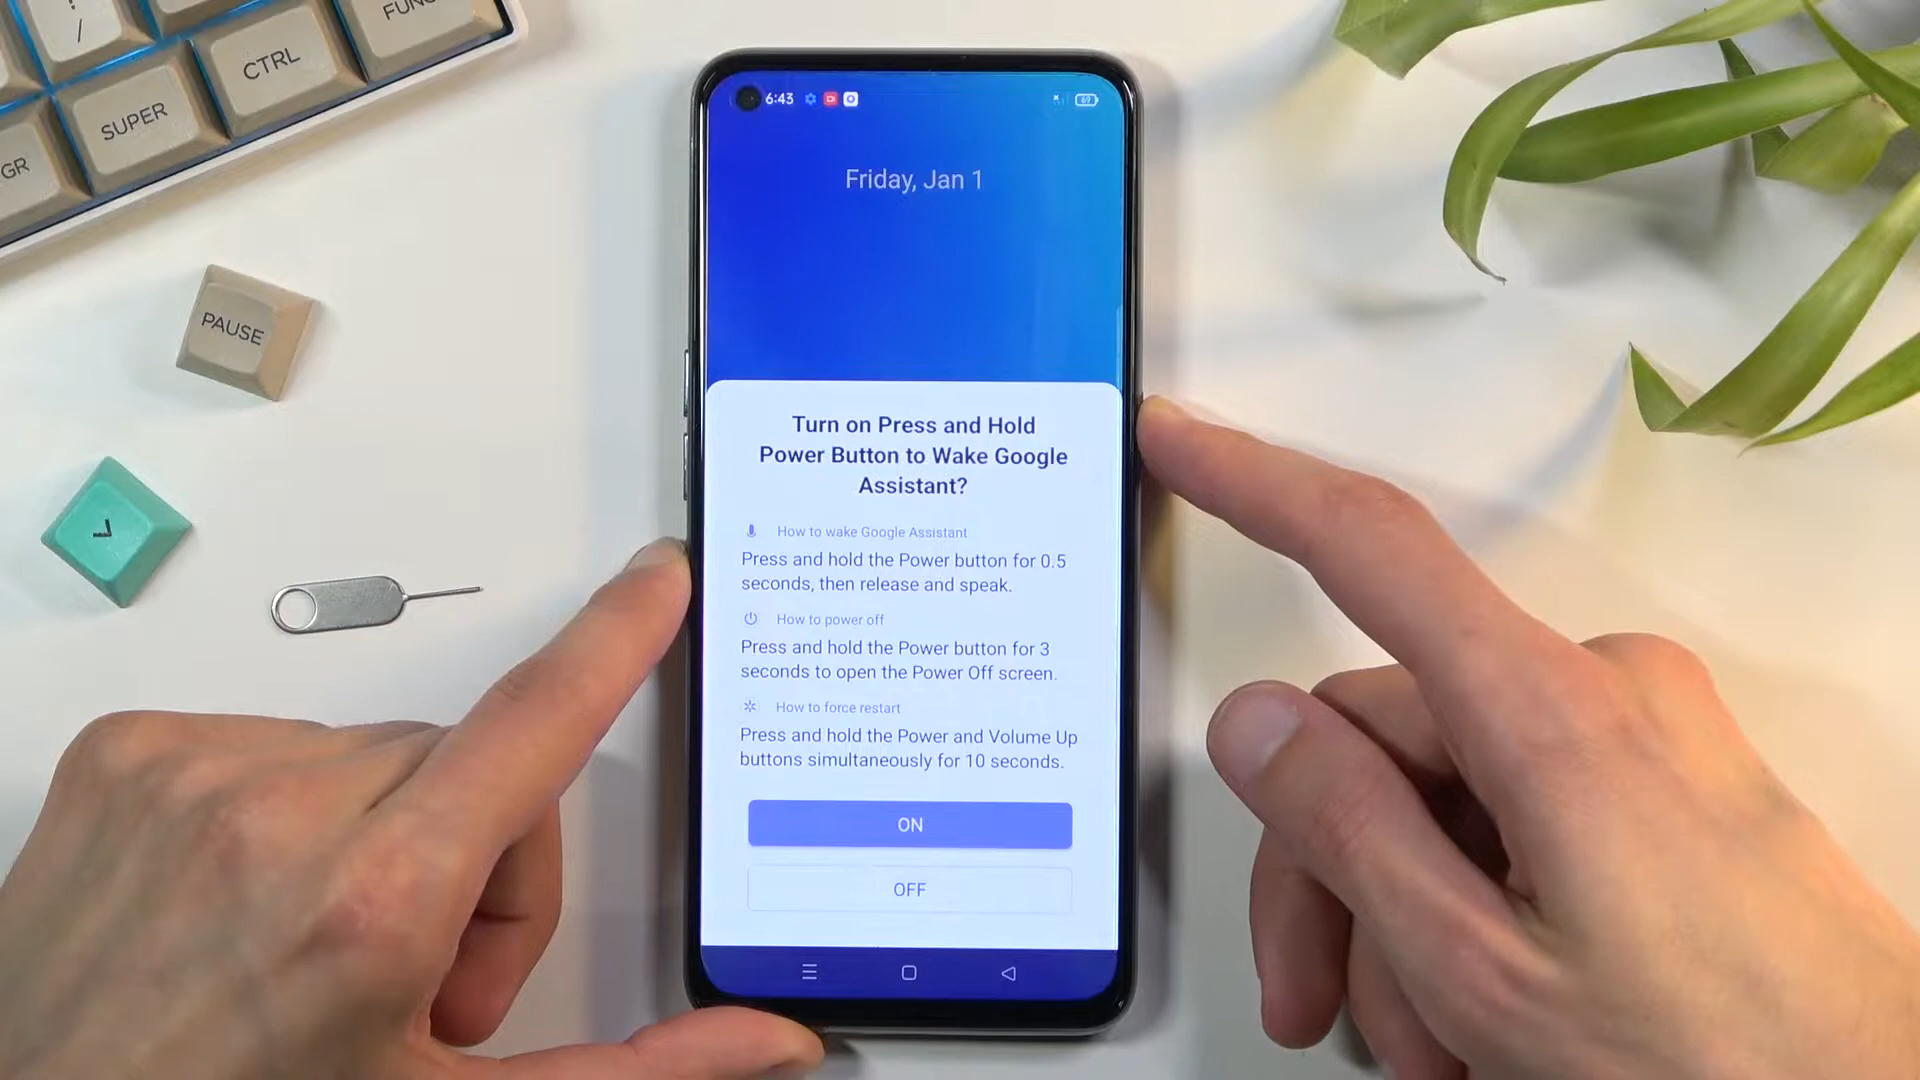 ! /
CTRL
SUPER
GR
PAUSE
6:43
69
Friday, Jan 1
Turn on Press and Hold
Power Button to Wake Google
Assistant?
How to wake Google Assistant
Press and hold the Power button for 0.5
seconds, then release and speak.
How to power off
Press and hold the Power button for 3
seconds to open the Power Off screen.
How to force restart
Press and hold the Power and Volume Up
buttons simultaneously for 10 seconds.
ON
OFF